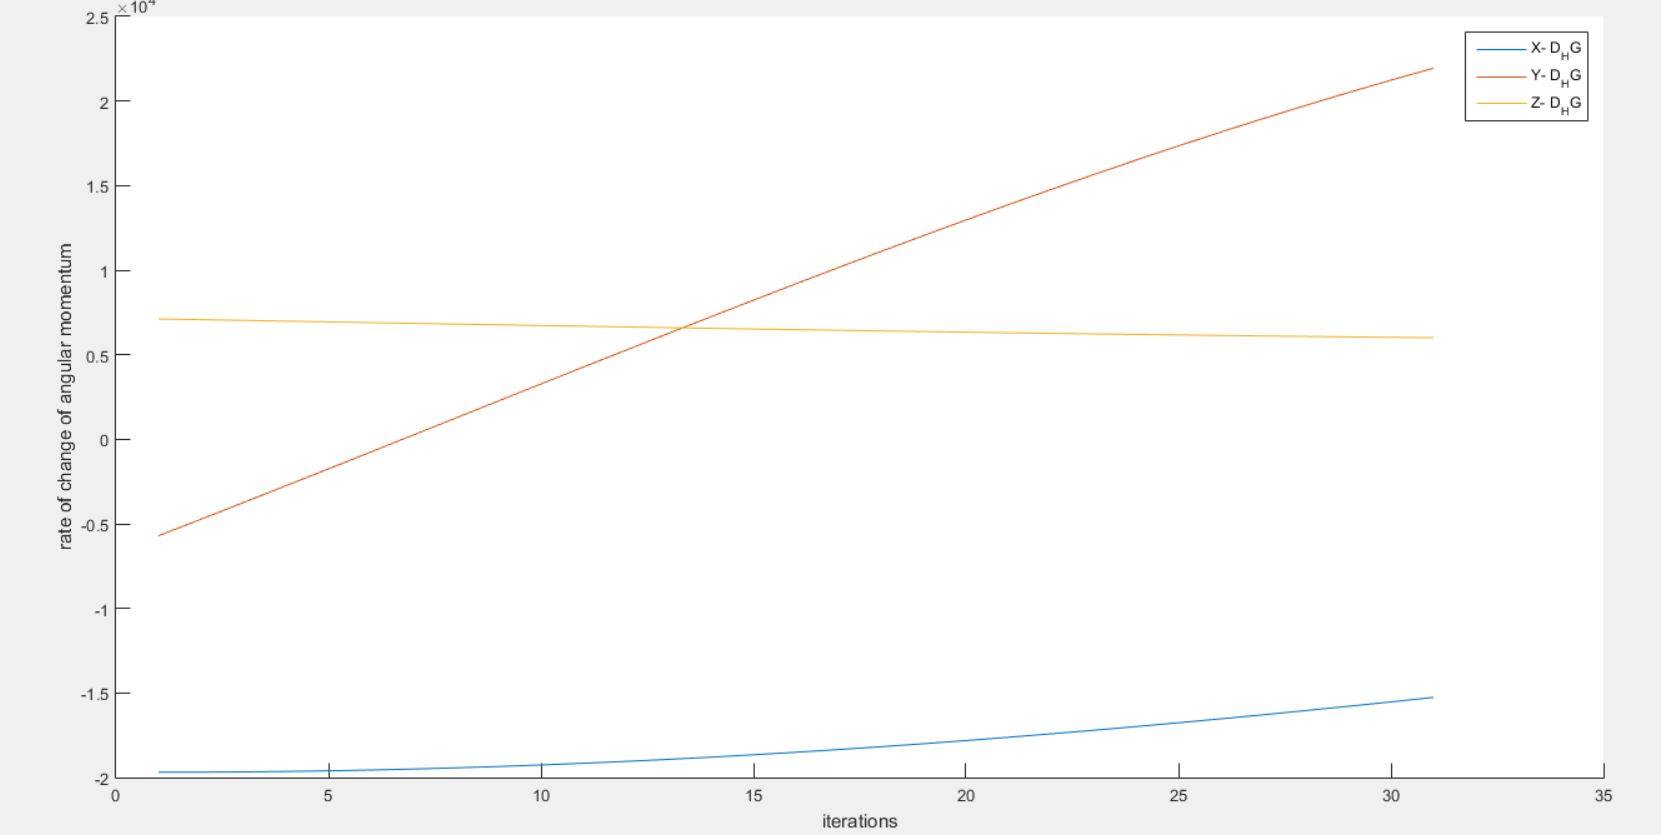 ×10⁴
2.5
2
1.5
1
0.5
0
-0.5
-1
-1.5
-2
rate of change of angular momentum
X- D_HG
Y- D_HG
Z- D_HG
0 5 10 15 20 25 30 35
iterations